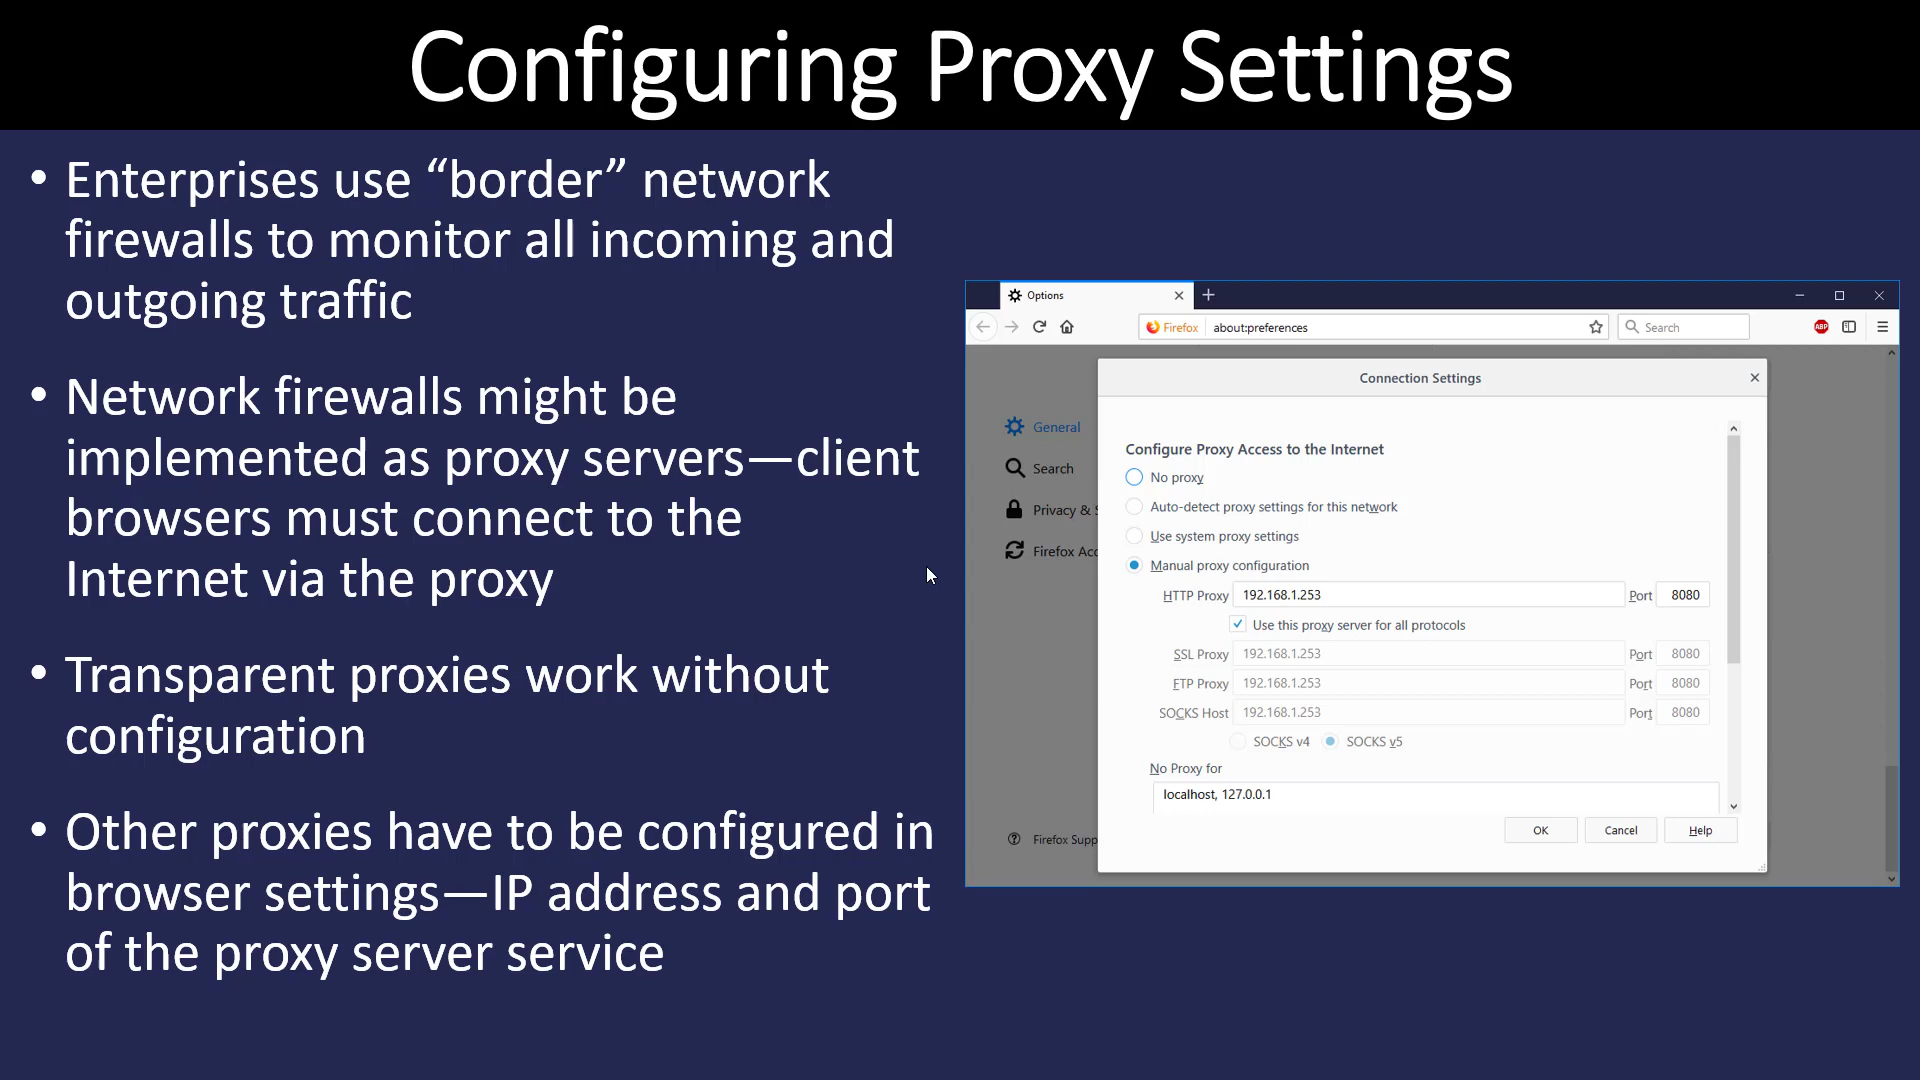 Configuring Proxy Settings
• Enterprises use “border” network
firewalls to monitor all incoming and
outgoing traffic
• Network firewalls might be
implemented as proxy servers—client
browsers must connect to the
Internet via the proxy
• Transparent proxies work without
configuration
• Other proxies have to be configured in
browser settings—IP address and port
of the proxy server service
Options
Firefox about:preferences Search ABP
Connection Settings
General
Search
Privacy & S
Firefox Acc
Firefox Supp
Configure Proxy Access to the Internet
No proxy
Auto-detect proxy settings for this network
Use system proxy settings
Manual proxy configuration
HTTP Proxy 192.168.1.253 Port 8080
Use this proxy server for all protocols
SSL Proxy 192.168.1.253 Port 8080
FTP Proxy 192.168.1.253 Port 8080
SOCKS Host 192.168.1.253 Port 8080
SOCKS v4 SOCKS v5
No Proxy for
localhost, 127.0.0.1
OK Cancel Help